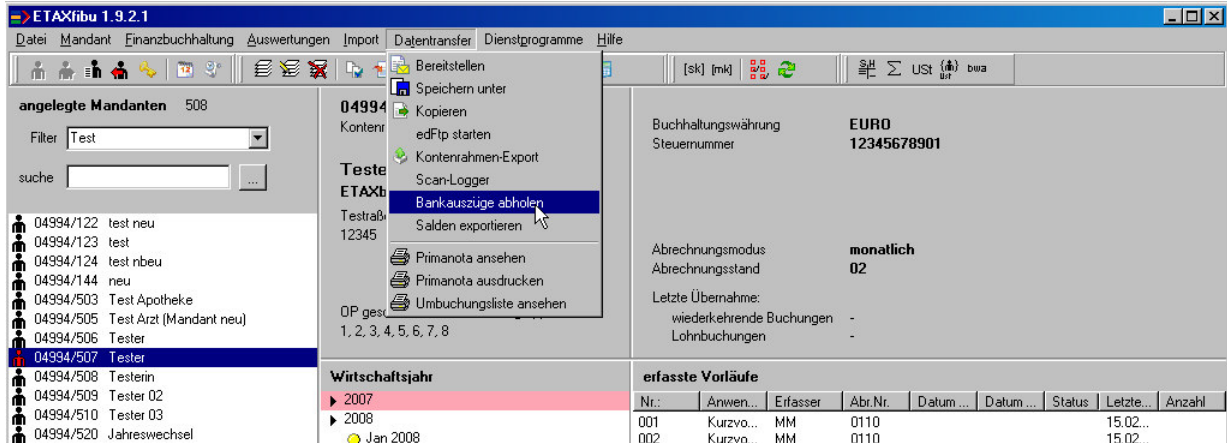 ETAXfibu 1.9.2.1
Datei Mandant Finanzbuchhaltung Auswertungen Import Datentransfer Dienstprogramme Hilfe
[sk] [mk] USt bwa
angelegte Mandanten 508
Filter Test
suche ...
04994/122 test neu
04994/123 test
04994/124 test nbeu
04994/144 neu
04994/503 Test Apotheke
04994/505 Test Arzt (Mandant neu)
04994/506 Tester
04994/507 Tester
04994/508 Testerin
04994/509 Tester 02
04994/510 Tester 03
04994/520 Jahreswechsel
Bereitstellen
Speichern unter
Kopieren
edFtp starten
Kontenrahmen-Export
Scan-Logger
Bankauszüge abholen
Salden exportieren
Primanota ansehen
Primanota ausdrucken
Umbuchungsliste ansehen
04994
Kontenr
Teste
ETAXb
Testraß
12345
OP ges
1, 2, 3, 4, 5, 6, 7, 8
Buchhaltungswährung EURO
Steuernummer 12345678901
Abrechnungsmodus monatlich
Abrechnungsstand 02
Letzte Übernahme:
wiederkehrende Buchungen -
Lohnbuchungen -
Wirtschaftsjahr
2007
2008
Jan 2008
erfasste Vorläufe
Nr.: Anwen... Erfasser Abr.Nr. Datum ... Datum ... Status Letzte... Anzahl
001 Kurzvo... MM 0110 15.02...
002 Kurzvo... MM 0110 15.02...